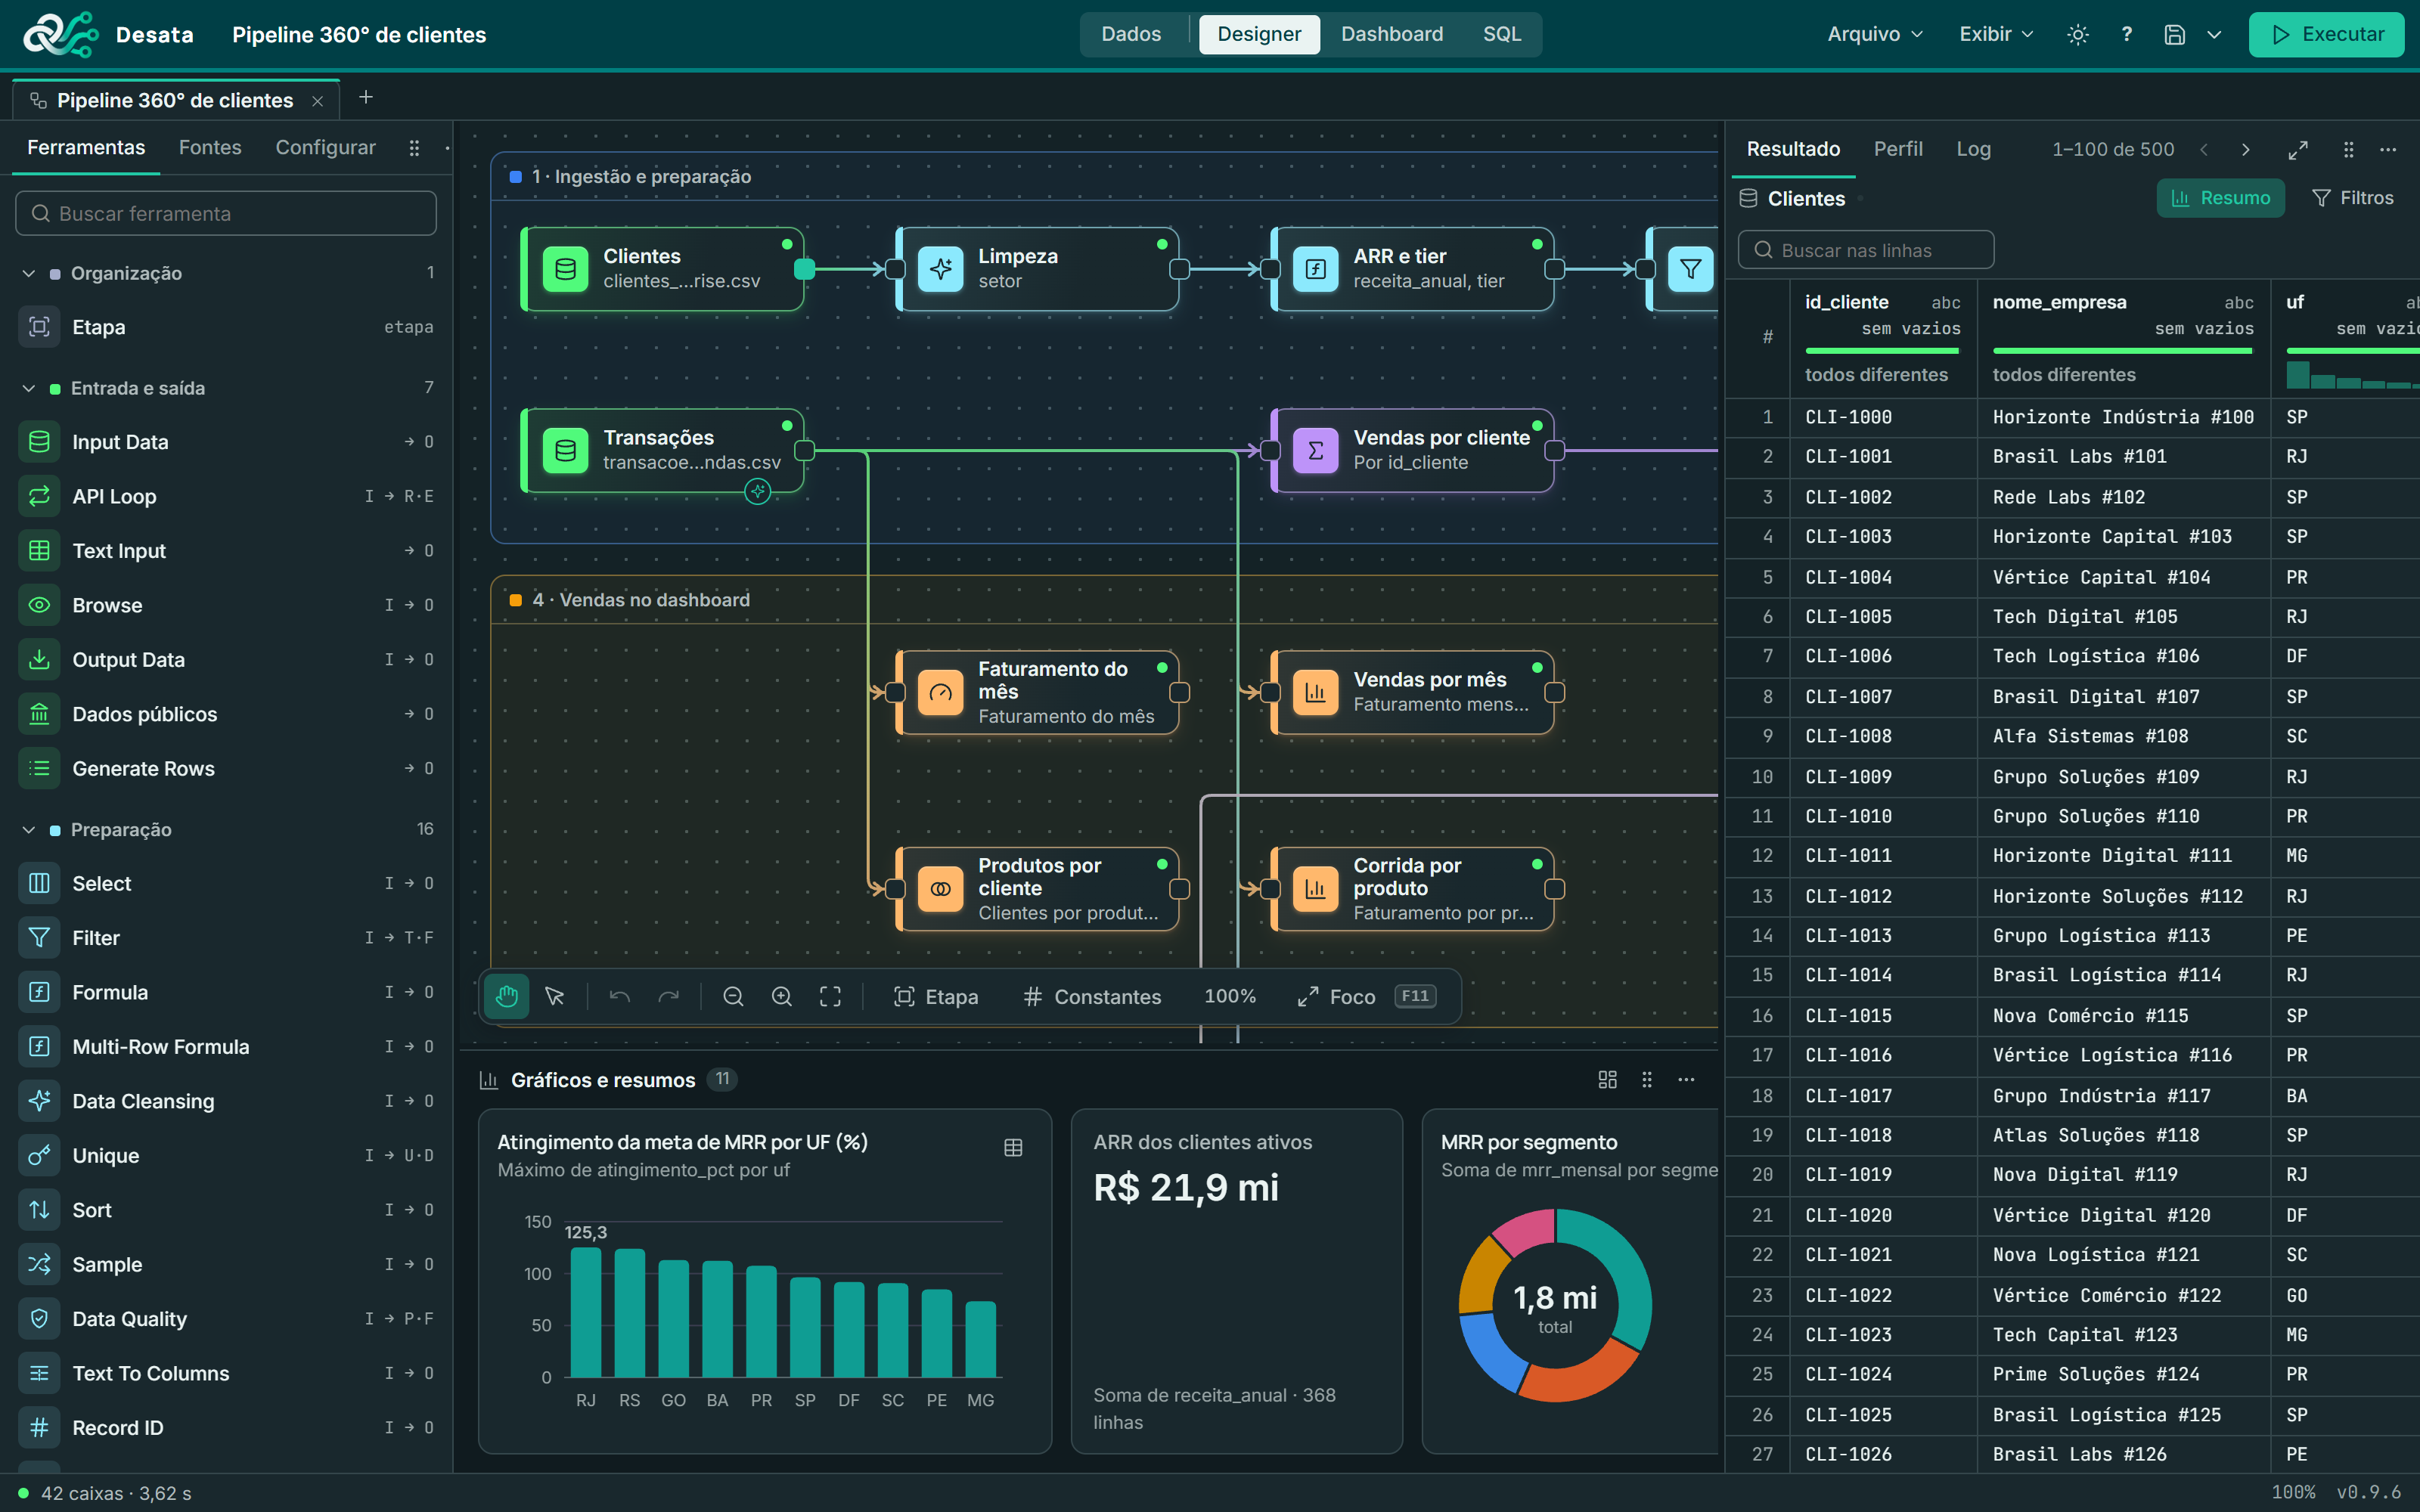 Desata
Pipeline 360° de clientes
Dados
Designer
Dashboard
SQL
Arquivo
Exibir
?
Executar
Pipeline 360° de clientes
Ferramentas
Fontes
Configurar
Buscar ferramenta
Organização
1
Etapa
etapa
Entrada e saída
7
Input Data
→ O
API Loop
I → R·E
Text Input
→ O
Browse
I → O
Output Data
I → O
Dados públicos
→ O
Generate Rows
→ O
Preparação
16
Select
I → O
Filter
I → T·F
Formula
I → O
Multi-Row Formula
I → O
Data Cleansing
I → O
Unique
I → U·D
Sort
I → O
Sample
I → O
Data Quality
I → P·F
Text To Columns
I → O
Record ID
I → O
1 · Ingestão e preparação
Clientes
clientes_...rise.csv
Limpeza
setor
ARR e tier
receita_anual, tier
Transações
transacoe...ndas.csv
Vendas por cliente
Por id_cliente
4 · Vendas no dashboard
Faturamento do
mês
Faturamento do mês
Vendas por mês
Faturamento mens...
Produtos por
cliente
Clientes por produt...
Corrida por
produto
Faturamento por pr...
Etapa
Constantes
100%
Foco
F11
Gráficos e resumos
11
Atingimento da meta de MRR por UF (%)
Máximo de atingimento_pct por uf
150
125,3
100
50
0
RJ RS GO BA PR SP DF SC PE MG
ARR dos clientes ativos
R$ 21,9 mi
Soma de receita_anual · 368
linhas
MRR por segmento
Soma de mrr_mensal por segme
1,8 mi
total
Resultado
Perfil
Log
1–100 de 500
Clientes
Resumo
Filtros
Buscar nas linhas
# id_cliente abc nome_empresa abc uf
sem vazios sem vazios
todos diferentes todos diferentes
1 CLI-1000 Horizonte Indústria #100 SP
2 CLI-1001 Brasil Labs #101 RJ
3 CLI-1002 Rede Labs #102 SP
4 CLI-1003 Horizonte Capital #103 SP
5 CLI-1004 Vértice Capital #104 PR
6 CLI-1005 Tech Digital #105 RJ
7 CLI-1006 Tech Logística #106 DF
8 CLI-1007 Brasil Digital #107 SP
9 CLI-1008 Alfa Sistemas #108 SC
10 CLI-1009 Grupo Soluções #109 RJ
11 CLI-1010 Grupo Soluções #110 PR
12 CLI-1011 Horizonte Digital #111 MG
13 CLI-1012 Horizonte Soluções #112 RJ
14 CLI-1013 Grupo Logística #113 PE
15 CLI-1014 Brasil Logística #114 RJ
16 CLI-1015 Nova Comércio #115 SP
17 CLI-1016 Vértice Logística #116 PR
18 CLI-1017 Grupo Indústria #117 BA
19 CLI-1018 Atlas Soluções #118 SP
20 CLI-1019 Nova Digital #119 RJ
21 CLI-1020 Vértice Digital #120 DF
22 CLI-1021 Nova Logística #121 SC
23 CLI-1022 Vértice Comércio #122 GO
24 CLI-1023 Tech Capital #123 MG
25 CLI-1024 Prime Soluções #124 PR
26 CLI-1025 Brasil Logística #125 SP
27 CLI-1026 Brasil Labs #126 PE
42 caixas · 3,62 s
100%
v0.9.6